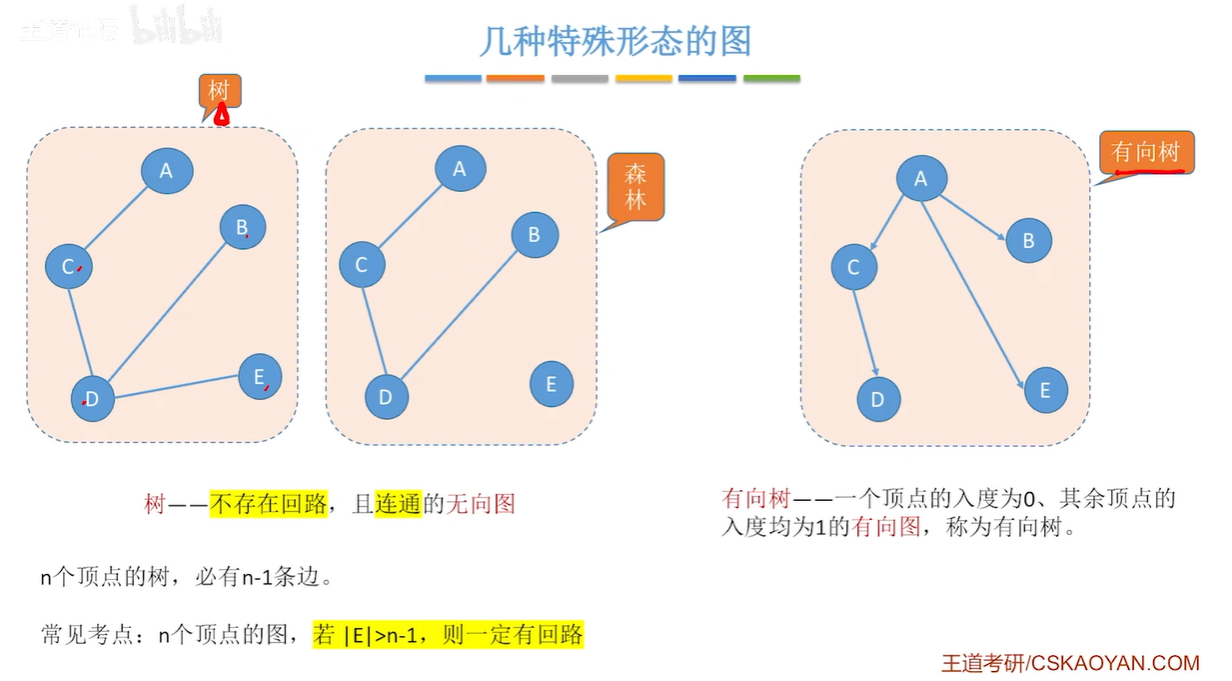 bilibili
几种特殊形态的图
树
A
B
C
D
E
A
B
C
D
E
森
林
有向树
A
B
C
D
E
树——不存在回路，且连通的无向图
n个顶点的树，必有n-1条边。
常见考点：n个顶点的图，若 |E|>n-1，则一定有回路
有向树——一个顶点的入度为0、其余顶点的
入度均为1的有向图，称为有向树。
王道考研/CSKAOYAN.COM